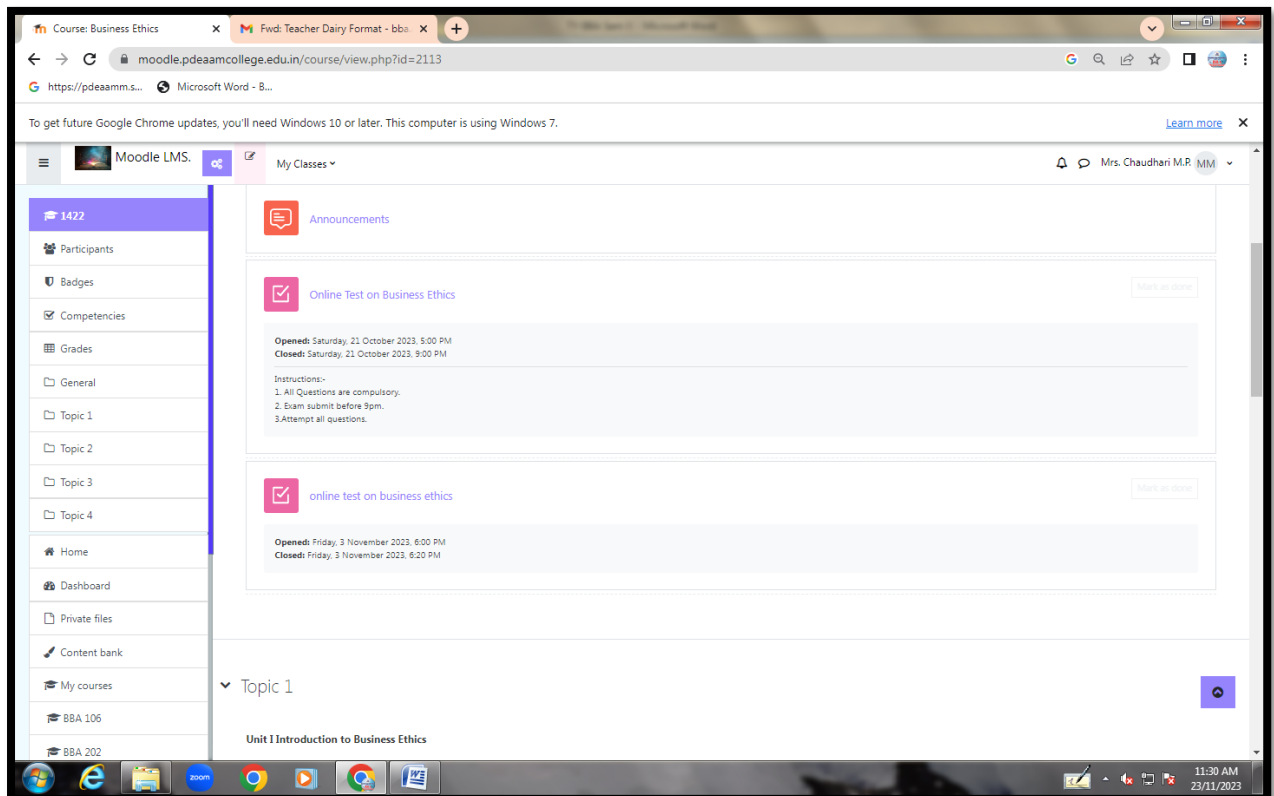 Course: Business Ethics
Fwd: Teacher Dairy Format - bba
moodle.pdeaamcollege.edu.in/course/view.php?id=2113
https://pdeaamm.s...
Microsoft Word - B...
To get future Google Chrome updates, you'll need Windows 10 or later. This computer is using Windows 7.
Learn more
Moodle LMS.
My Classes
Mrs. Chaudhari M.P. MM
1422
Participants
Badges
Competencies
Grades
General
Topic 1
Topic 2
Topic 3
Topic 4
Home
Dashboard
Private files
Content bank
My courses
BBA 106
BBA 202
Announcements
Online Test on Business Ethics
Mark as done
Opened: Saturday, 21 October 2023, 5:00 PM
Closed: Saturday, 21 October 2023, 9:00 PM
Instructions:-
1. All Questions are compulsory.
2. Exam submit before 9pm.
3.Attempt all questions.
online test on business ethics
Mark as done
Opened: Friday, 3 November 2023, 6:00 PM
Closed: Friday, 3 November 2023, 6:20 PM
Topic 1
Unit I Introduction to Business Ethics
zoom
11:30 AM
23/11/2023